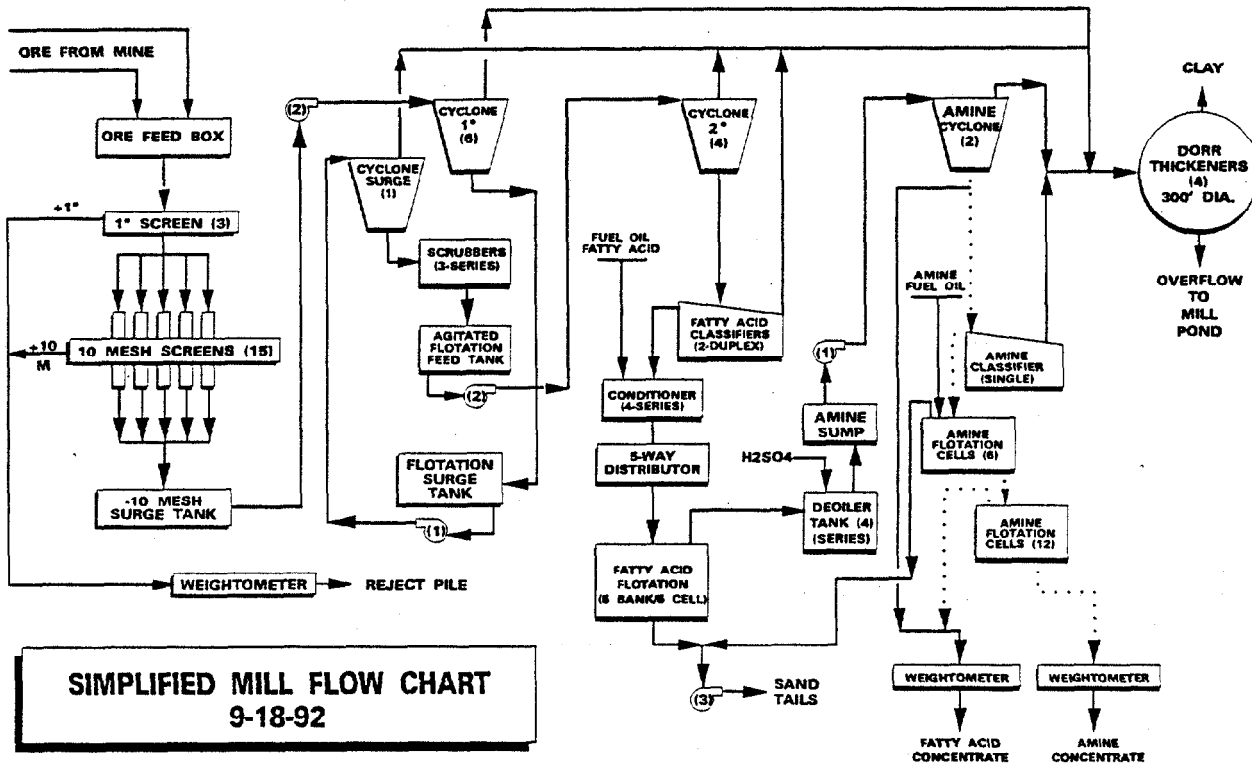 ORE FROM MINE
ORE FEED BOX
+1"
1" SCREEN (3)
+10
M
10 MESH SCREENS (15)
-10 MESH
SURGE TANK
WEIGHTOMETER
REJECT PILE
(2)
CYCLONE
1°
(6)
CYCLONE
SURGE
(1)
SCRUBBERS
(3-SERIES)
AGITATED
FLOTATION
FEED TANK
(2)
FLOTATION
SURGE
TANK
(1)
CYCLONE
2°
(4)
FUEL OIL
FATTY ACID
FATTY ACID
CLASSIFIERS
(2-DUPLEX)
CONDITIONER
(4-SERIES)
5-WAY
DISTRIBUTOR
FATTY ACID
FLOTATION
(5 BANK/5 CELL)
(3)
SAND
TAILS
H2SO4
DEOILER
TANK (4)
(SERIES)
AMINE
SUMP
(1)
AMINE
CYCLONE
(2)
AMINE
FUEL OIL
AMINE
CLASSIFIER
(SINGLE)
AMINE
FLOTATION
CELLS (6)
AMINE
FLOTATION
CELLS (12)
WEIGHTOMETER
FATTY ACID
CONCENTRATE
WEIGHTOMETER
AMINE
CONCENTRATE
CLAY
DORR
THICKENERS
(4)
300' DIA.
OVERFLOW
TO
MILL
POND
SIMPLIFIED MILL FLOW CHART
9-18-92